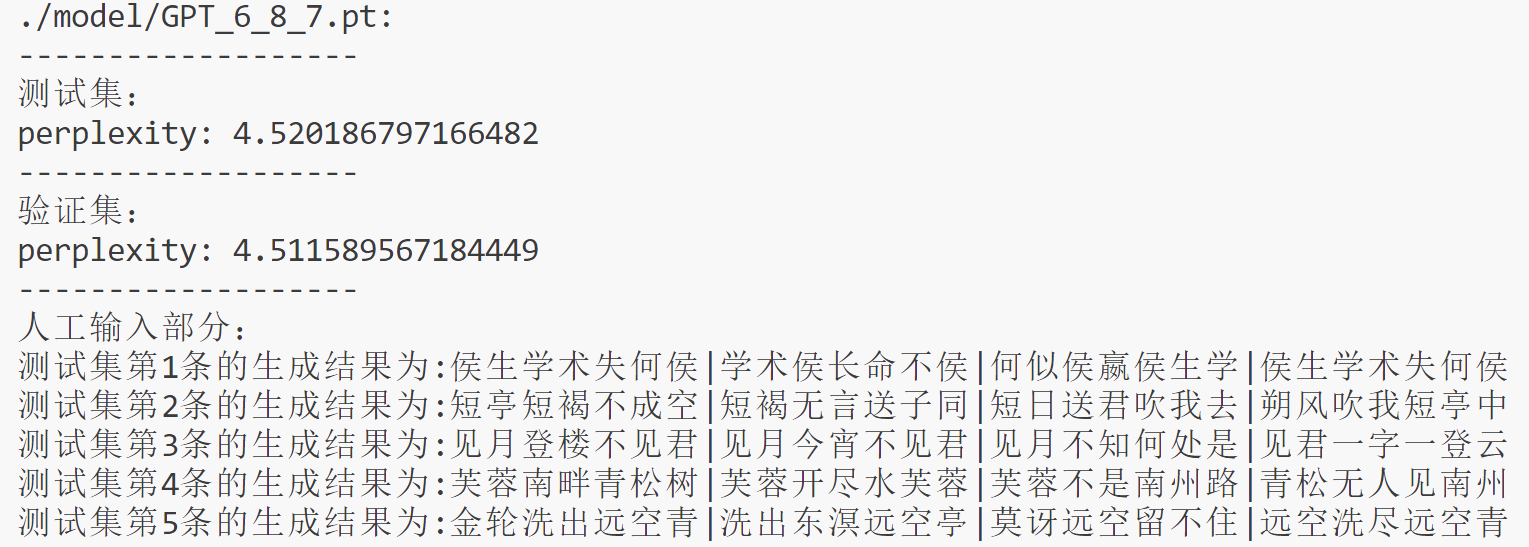 ./model/GPT_6_8_7.pt:
-------------------
测试集:
perplexity: 4.520186797166482
-------------------
验证集:
perplexity: 4.511589567184449
-------------------
人工输入部分:
测试集第1条的生成结果为:侯生学术失何侯|学术侯长命不侯|何似侯嬴侯生学|侯生学术失何侯
测试集第2条的生成结果为:短亭短褐不成空|短褐无言送子同|短日送君吹我去|朔风吹我短亭中
测试集第3条的生成结果为:见月登楼不见君|见月今宵不见君|见月不知何处是|见君一字一登云
测试集第4条的生成结果为:芙蓉南畔青松树|芙蓉开尽水芙蓉|芙蓉不是南州路|青松无人见南州
测试集第5条的生成结果为:金轮洗出远空青|洗出东溟远空亭|莫讶远空留不住|远空洗尽远空青